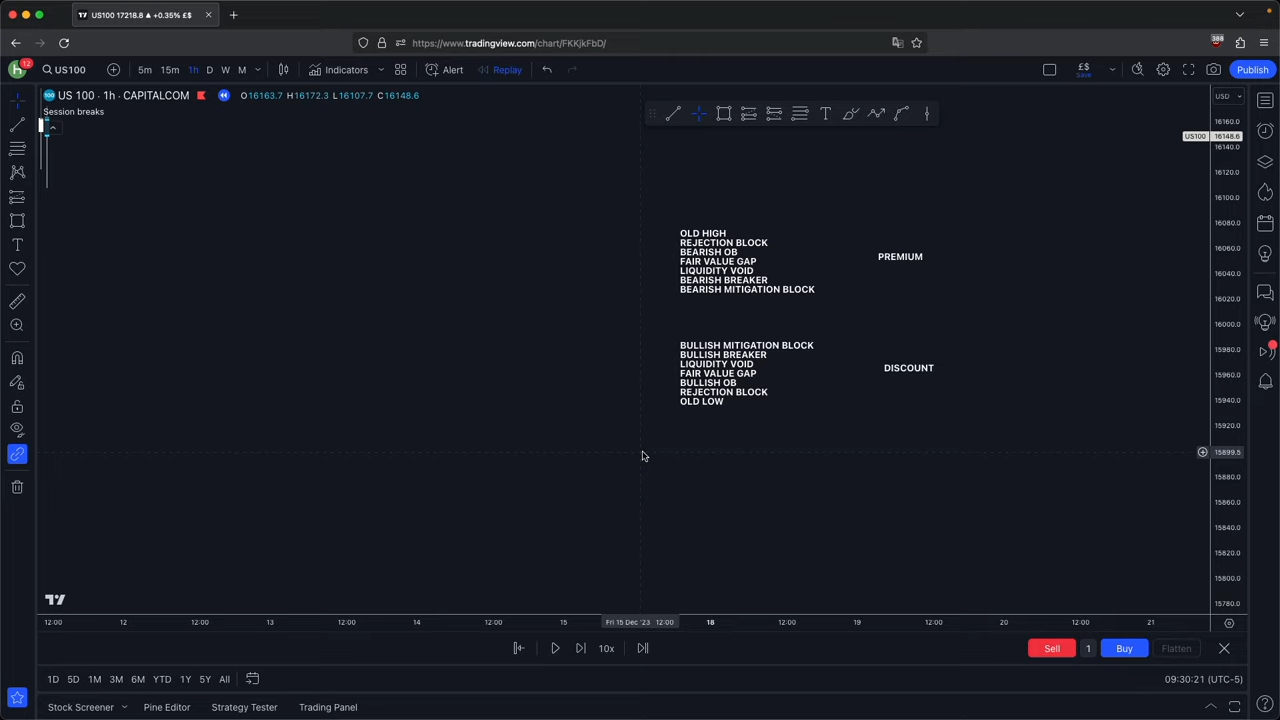 US100 17218.8 ▲ +0.35% £$
https://www.tradingview.com/chart/FKKjkFbD/
388
H
12
US100
5m
15m
1h
D
W
M
Indicators
Alert
Replay
£$
Save
Publish
100
US 100 · 1h · CAPITALCOM
O16163.7 H16172.3 L16107.7 C16148.6
Session breaks
USD
16160.0
US100 16148.6
16140.0
16120.0
16100.0
16080.0
16060.0
16040.0
16020.0
16000.0
15980.0
15960.0
15940.0
15920.0
15899.5
15880.0
15860.0
15840.0
15820.0
15800.0
15780.0
OLD HIGH
REJECTION BLOCK
BEARISH OB
FAIR VALUE GAP
LIQUIDITY VOID
BEARISH BREAKER
BEARISH MITIGATION BLOCK
PREMIUM
BULLISH MITIGATION BLOCK
BULLISH BREAKER
LIQUIDITY VOID
FAIR VALUE GAP
BULLISH OB
REJECTION BLOCK
OLD LOW
DISCOUNT
12:00
12
12:00
13
12:00
14
12:00
15
Fri 15 Dec '23 12:00
18
12:00
19
12:00
20
12:00
21
10x
Sell
1
Buy
Flatten
1D
5D
1M
3M
6M
YTD
1Y
5Y
All
09:30:21 (UTC-5)
Stock Screener
Pine Editor
Strategy Tester
Trading Panel